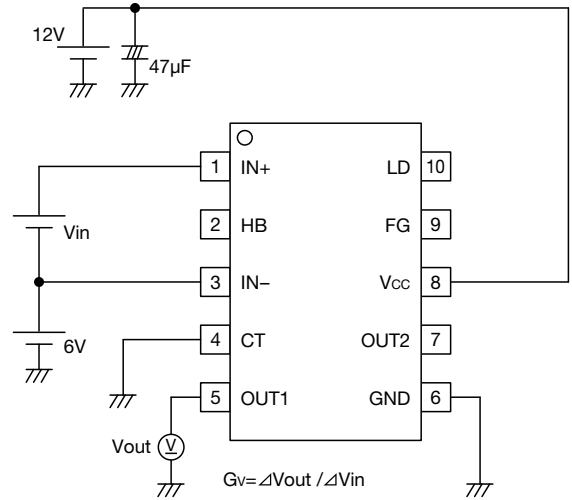 12V
47µF
1 IN+ LD 10
2 HB FG 9
Vin
3 IN− VCC 8
6V
4 CT OUT2 7
5 OUT1 GND 6
Vout V
GV=⊿Vout /⊿Vin